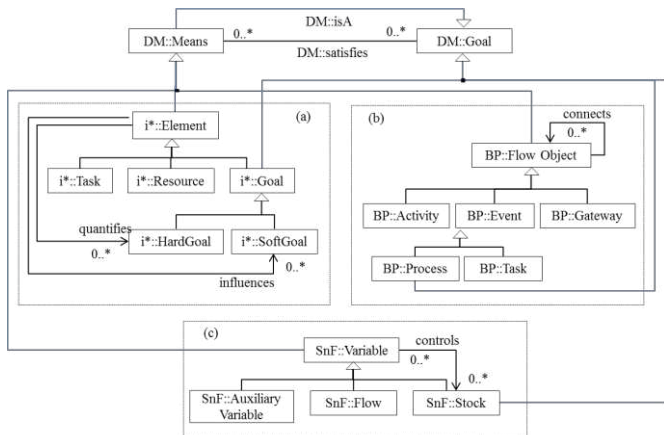 DM::isA
DM::Means
0..*
0..*
DM::Goal
DM::satisfies
(a)
i*::Element
i*::Task
i*::Resource
i*::Goal
quantifies
0..*
i*::HardGoal
i*::SoftGoal
influences
0..*
(b)
connects
0..*
BP::Flow Object
BP::Activity
BP::Event
BP::Gateway
BP::Process
BP::Task
(c)
SnF::Variable
controls
0..*
0..*
SnF::Auxiliary
Variable
SnF::Flow
SnF::Stock